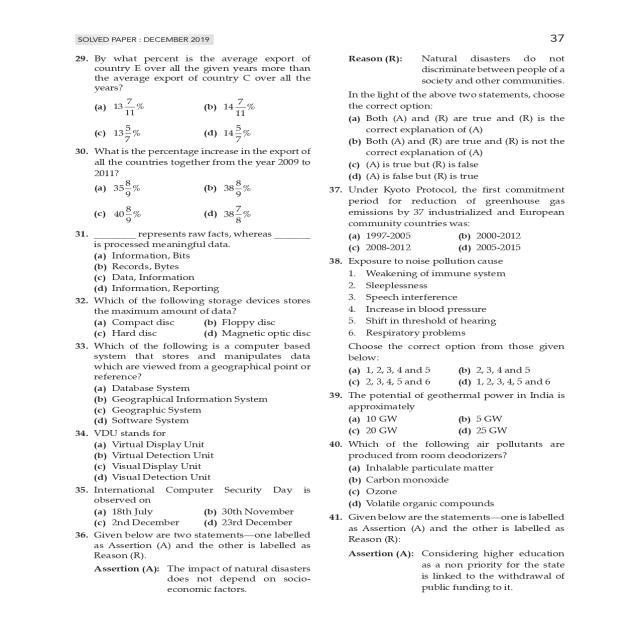 SOLVED PAPER : DECEMBER 2019
37
29. By what percent is the average export of
country E over all the given years more than
the average export of country C over all the
years?
(a) 13 7/11 % (b) 14 7/11 %
(c) 13 5/7 % (d) 14 5/7 %
30. What is the percentage increase in the export of
all the countries together from the year 2009 to
2011?
(a) 35 8/9 % (b) 38 8/9 %
(c) 40 8/9 % (d) 38 7/8 %
31. ________ represents raw facts, whereas _______
is processed meaningful data.
(a) Information, Bits
(b) Records, Bytes
(c) Data, Information
(d) Information, Reporting
32. Which of the following storage devices stores
the maximum amount of data?
(a) Compact disc (b) Floppy disc
(c) Hard disc (d) Magnetic optic disc
33. Which of the following is a computer based
system that stores and manipulates data
which are viewed from a geographical point or
reference?
(a) Database System
(b) Geographical Information System
(c) Geographic System
(d) Software System
34. VDU stands for
(a) Virtual Display Unit
(b) Virtual Detection Unit
(c) Visual Display Unit
(d) Visual Detection Unit
35. International Computer Security Day is
observed on
(a) 18th July (b) 30th November
(c) 2nd December (d) 23rd December
36. Given below are two statements—one labelled
as Assertion (A) and the other is labelled as
Reason (R).
Assertion (A): The impact of natural disasters
does not depend on socio-
economic factors.
Reason (R): Natural disasters do not
discriminate between people of a
society and other communities.
In the light of the above two statements, choose
the correct option:
(a) Both (A) and (R) are true and (R) is the
correct explanation of (A)
(b) Both (A) and (R) are true and (R) is not the
correct explanation of (A)
(c) (A) is true but (R) is false
(d) (A) is false but (R) is true
37. Under Kyoto Protocol, the first commitment
period for reduction of greenhouse gas
emissions by 37 industrialized and European
community countries was:
(a) 1997-2005 (b) 2000-2012
(c) 2008-2012 (d) 2005-2015
38. Exposure to noise pollution cause
1. Weakening of immune system
2. Sleeplessness
3. Speech interference
4. Increase in blood pressure
5. Shift in threshold of hearing
6. Respiratory problems
Choose the correct option from those given
below:
(a) 1, 2, 3, 4 and 5 (b) 2, 3, 4 and 5
(c) 2, 3, 4, 5 and 6 (d) 1, 2, 3, 4, 5 and 6
39. The potential of geothermal power in India is
approximately
(a) 10 GW (b) 5 GW
(c) 20 GW (d) 25 GW
40. Which of the following air pollutants are
produced from room deodorizers?
(a) Inhalable particulate matter
(b) Carbon monoxide
(c) Ozone
(d) Volatile organic compounds
41. Given below are the statements—one is labelled
as Assertion (A) and the other is labelled as
Reason (R):
Assertion (A): Considering higher education
as a non priority for the state
is linked to the withdrawal of
public funding to it.